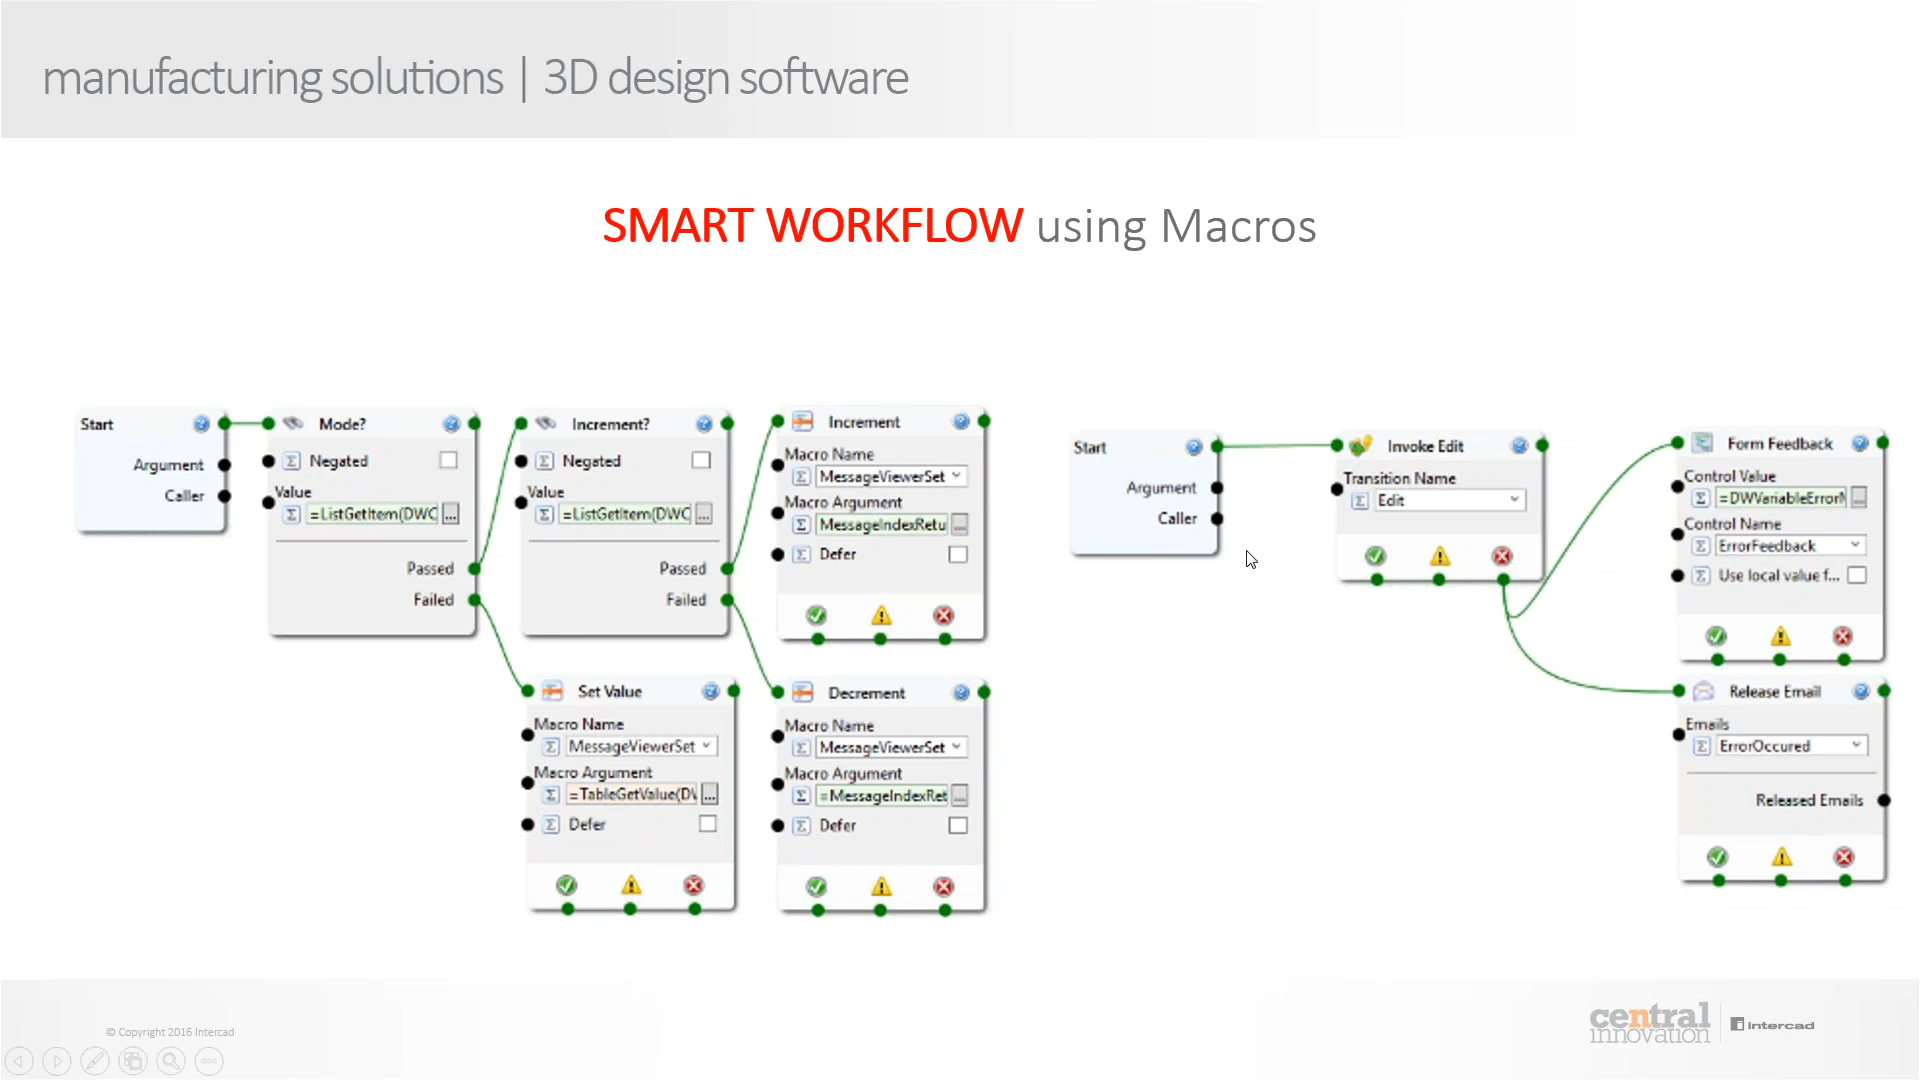 manufacturing solutions | 3D design software
SMART WORKFLOW using Macros
Start
Argument
Caller
Mode?
Negated
Value
=ListGetItem(DWC
...
Passed
Failed
Increment?
Negated
Value
=ListGetItem(DWC
...
Passed
Failed
Increment
Macro Name
MessageViewerSet
Macro Argument
MessageIndexRetu
...
Defer
Set Value
Macro Name
MessageViewerSet
Macro Argument
=TableGetValue(D
...
Defer
Decrement
Macro Name
MessageViewerSet
Macro Argument
=MessageIndexRet
...
Defer
Start
Argument
Caller
Invoke Edit
Transition Name
Edit
Form Feedback
Control Value
=DWVariableError
...
Control Name
ErrorFeedback
Use local value f...
Release Email
Emails
ErrorOccured
Released Emails
© Copyright 2016 Intercad
central
innovation
intercad